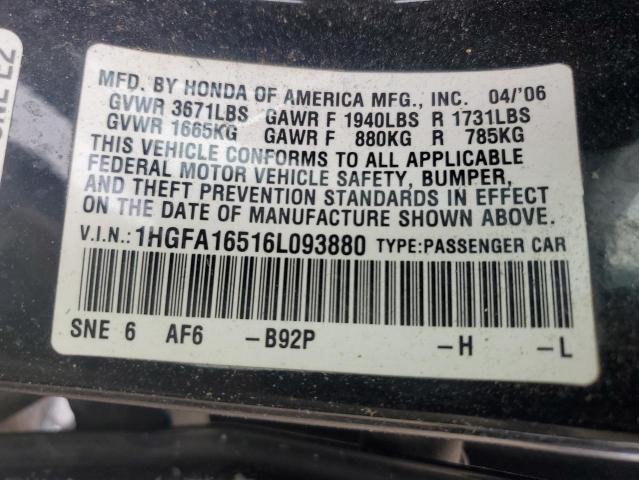 MFD. BY HONDA OF AMERICA MFG., INC. 04/'06
GVWR 3671LBS GAWR F 1940LBS R 1731LBS
GVWR 1665KG GAWR F 880KG R 785KG
THIS VEHICLE CONFORMS TO ALL APPLICABLE
FEDERAL MOTOR VEHICLE SAFETY, BUMPER,
AND THEFT PREVENTION STANDARDS IN EFFECT
ON THE DATE OF MANUFACTURE SHOWN ABOVE.
V.I.N.:1HGFA16516L093880 TYPE:PASSENGER CAR
SNE 6 AF6 -B92P -H -L